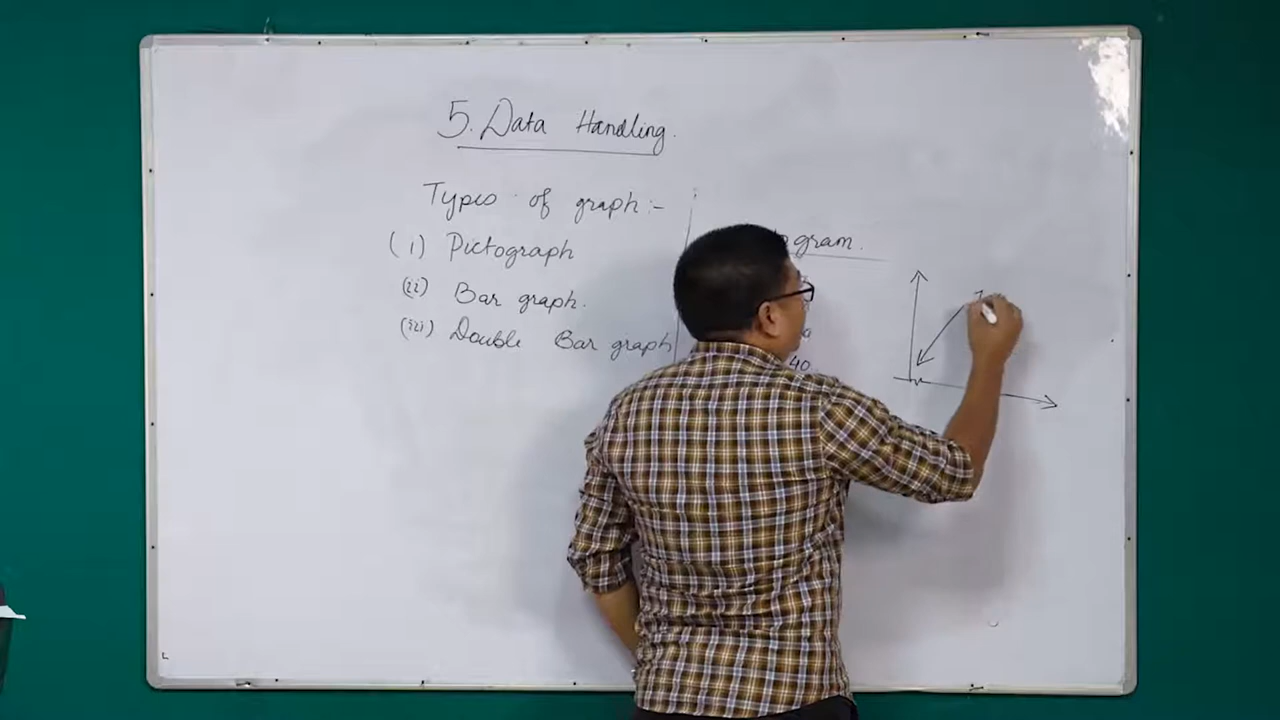 5. Data Handling.
Types of graph :-
(i) Pictograph
(ii) Bar graph.
(iii) Double Bar graph
gram.
40